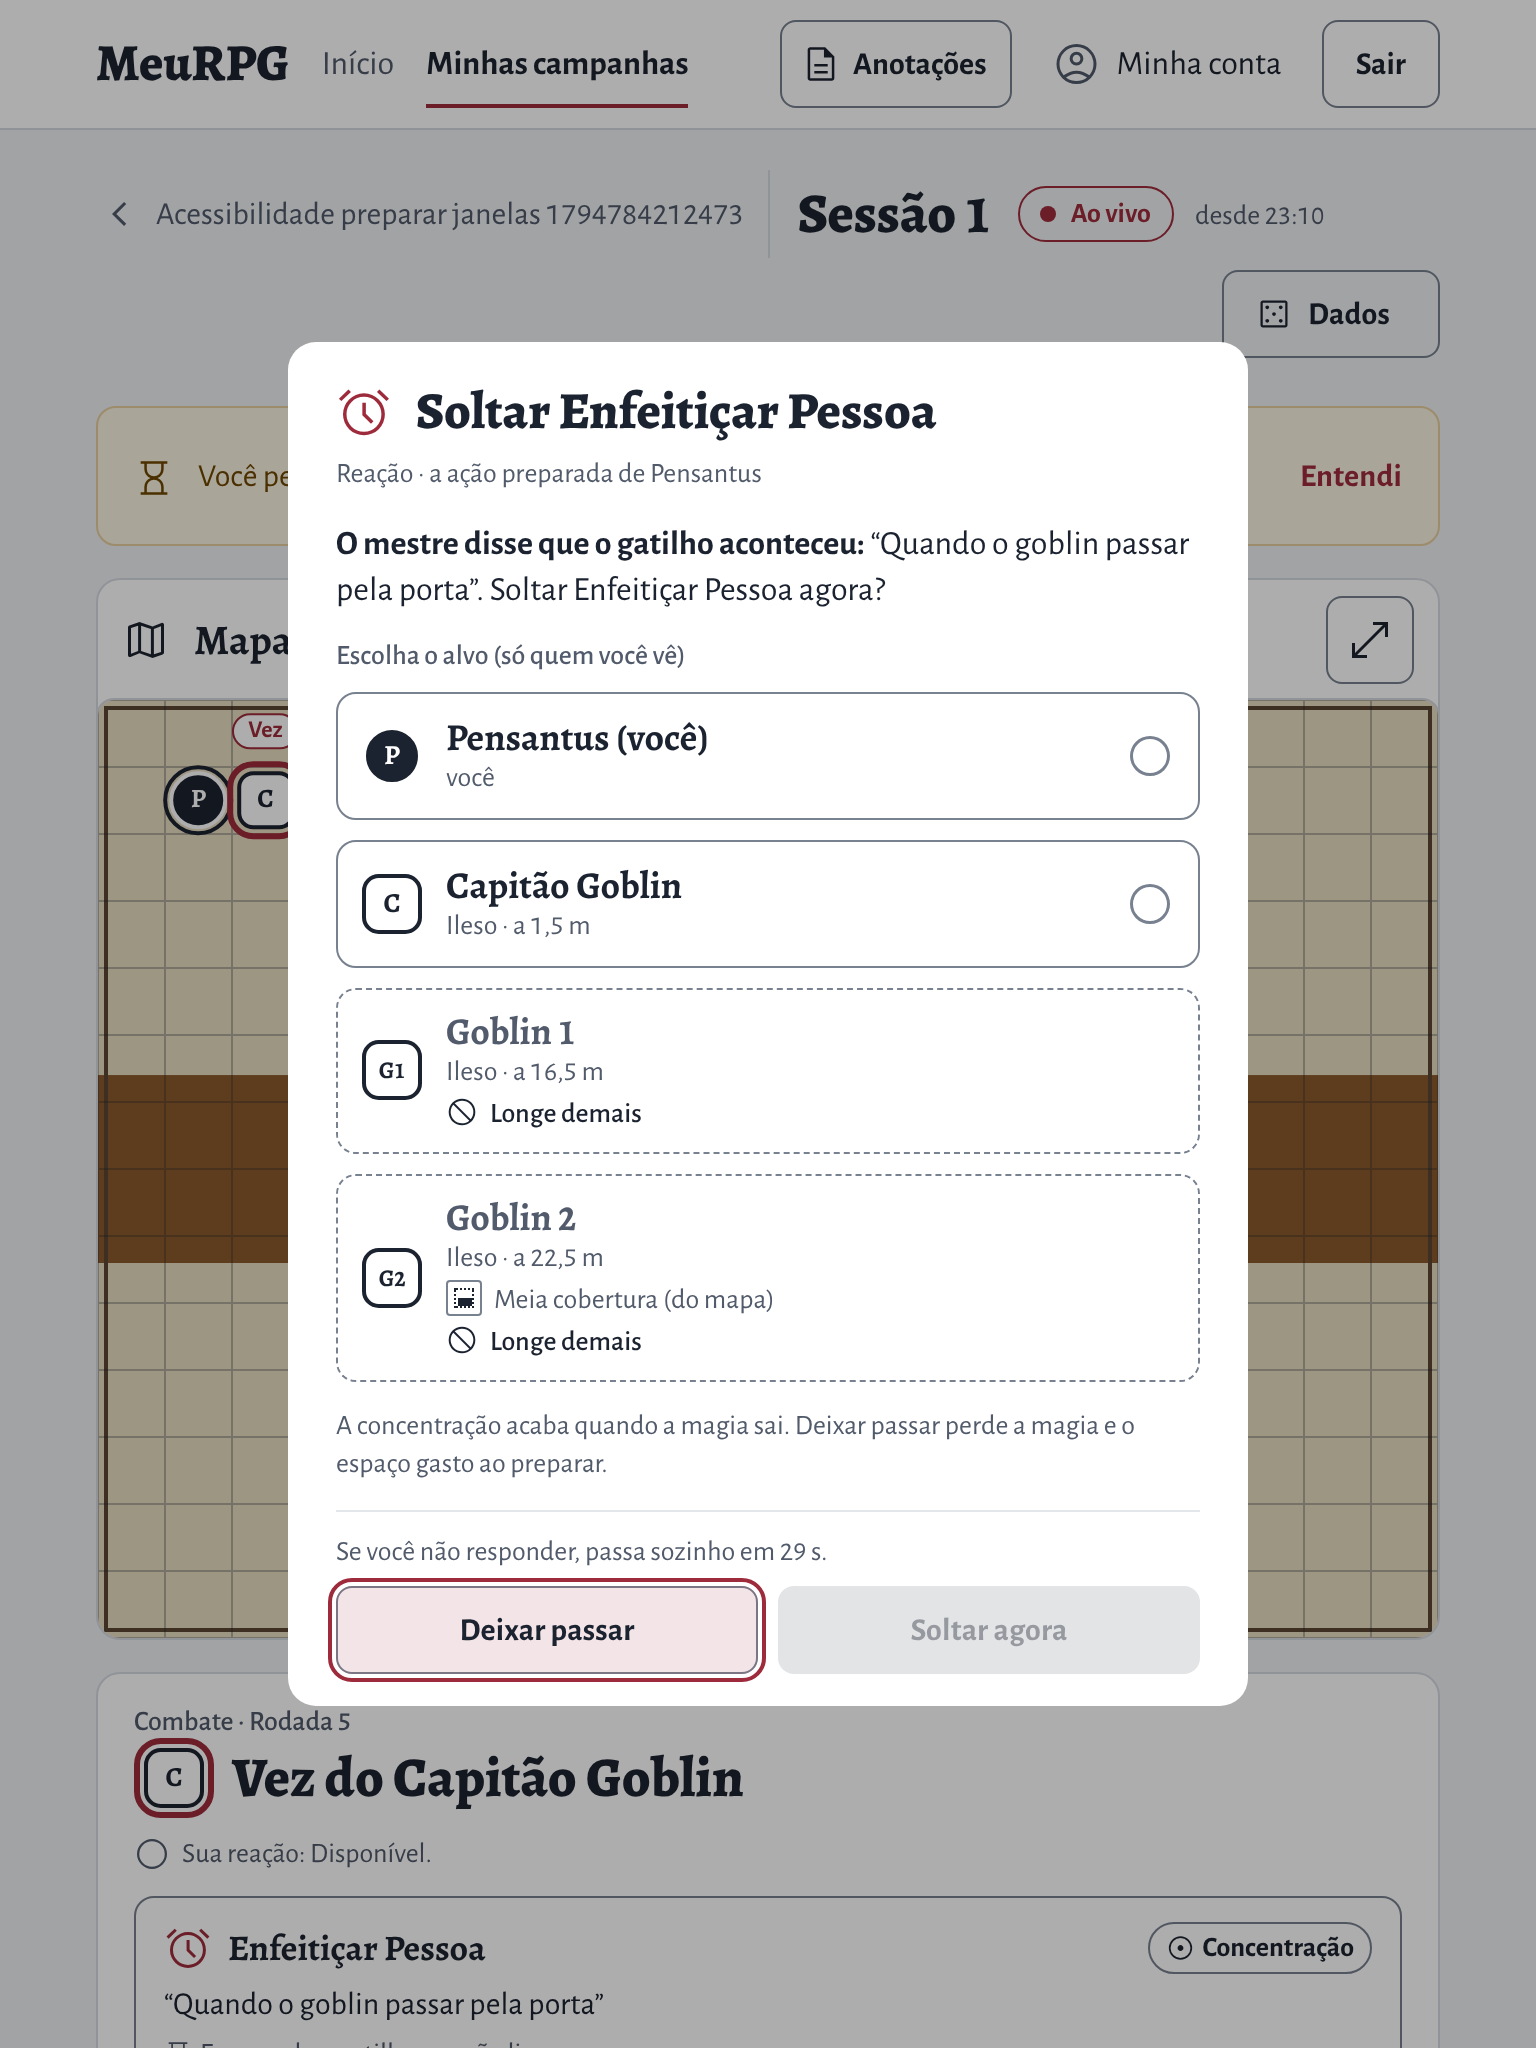 MeuRPG
Início
Minhas campanhas
Anotações
Minha conta
Sair
Acessibilidade preparar janelas 1794784212473
Sessão 1
Ao vivo
desde 23:10
Dados
Você
Entendi
Mapa
Vez
P
C
Soltar Enfeitiçar Pessoa
Reação · a ação preparada de Pensantus
O mestre disse que o gatilho aconteceu: “Quando o goblin passar
pela porta”. Soltar Enfeitiçar Pessoa agora?
Escolha o alvo (só quem você vê)
P
Pensantus (você)
você
C
Capitão Goblin
Ileso · a 1,5 m
G1
Goblin 1
Ileso · a 16,5 m
Longe demais
G2
Goblin 2
Ileso · a 22,5 m
Meia cobertura (do mapa)
Longe demais
A concentração acaba quando a magia sai. Deixar passar perde a magia e o
espaço gasto ao preparar.
Se você não responder, passa sozinho em 29 s.
Deixar passar
Soltar agora
Combate · Rodada 5
C
Vez do Capitão Goblin
Sua reação: Disponível.
Enfeitiçar Pessoa
Concentração
“Quando o goblin passar pela porta”